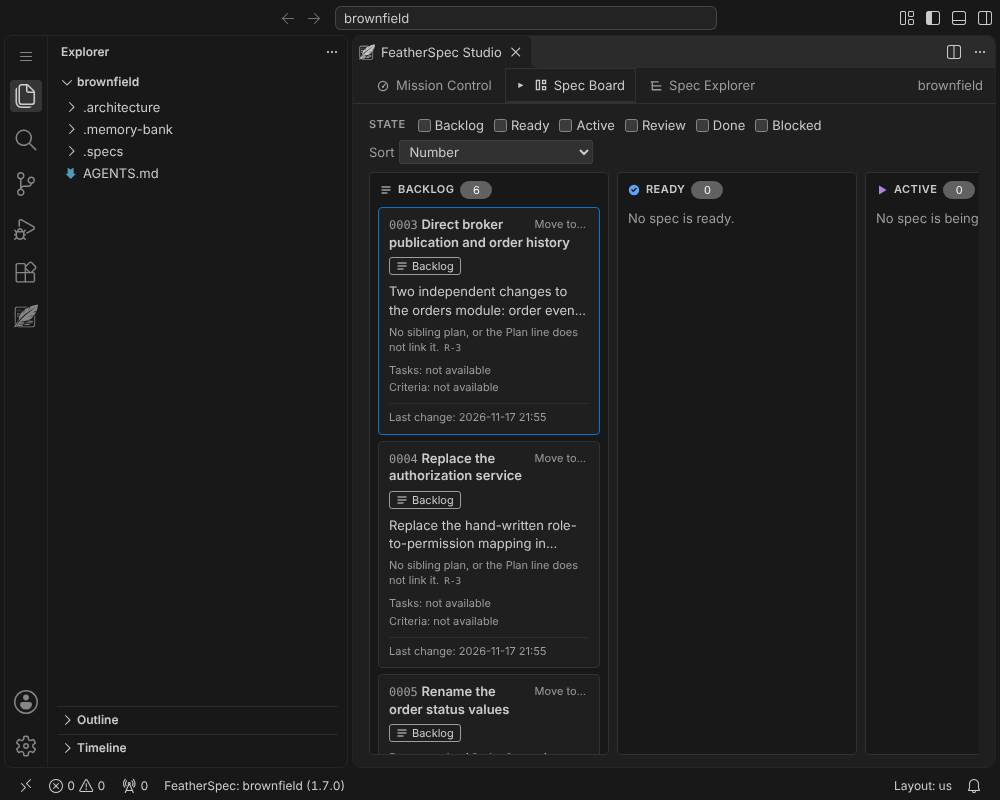 brownfield
Explorer
brownfield
.architecture
.memory-bank
.specs
AGENTS.md
Outline
Timeline
FeatherSpec Studio
Mission Control
Spec Board
Spec Explorer
brownfield
STATE Backlog Ready Active Review Done Blocked
Sort Number
BACKLOG 6
0003 Direct broker publication and order history
Move to...
Backlog
Two independent changes to
the orders module: order even...
No sibling plan, or the Plan line does
not link it. R-3
Tasks: not available
Criteria: not available
Last change: 2026-11-17 21:55
0004 Replace the authorization service
Move to...
Backlog
Replace the hand-written role-
to-permission mapping in...
No sibling plan, or the Plan line does
not link it. R-3
Tasks: not available
Criteria: not available
Last change: 2026-11-17 21:55
0005 Rename the order status values
Move to...
Backlog
READY 0
No spec is ready.
ACTIVE 0
No spec is being
0 0 0 FeatherSpec: brownfield (1.7.0)
Layout: us